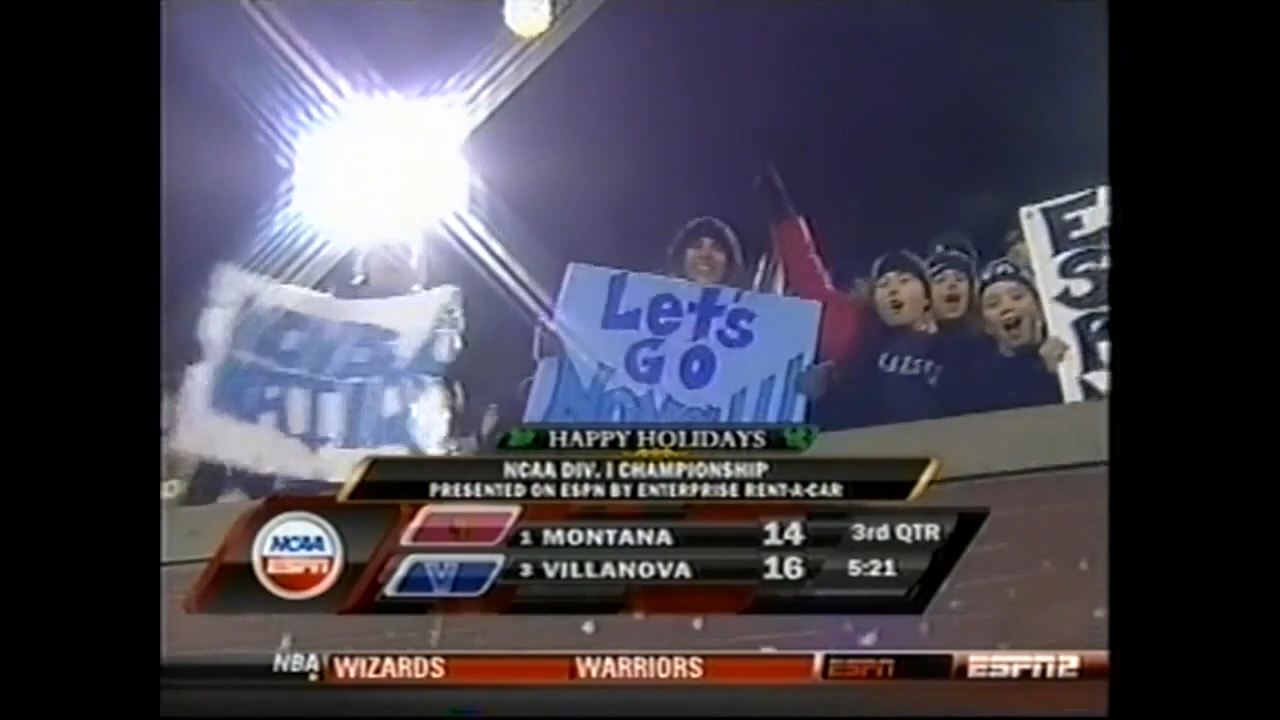 Let's
GO
E
S
P
HAPPY HOLIDAYS
NCAA DIV. I CHAMPIONSHIP
PRESENTED ON ESPN BY ENTERPRISE RENT-A-CAR
NCAA
ESPN
1 MONTANA 14 3rd QTR
3 VILLANOVA 16 5:21
NBA WIZARDS WARRIORS ESPN ESPN2